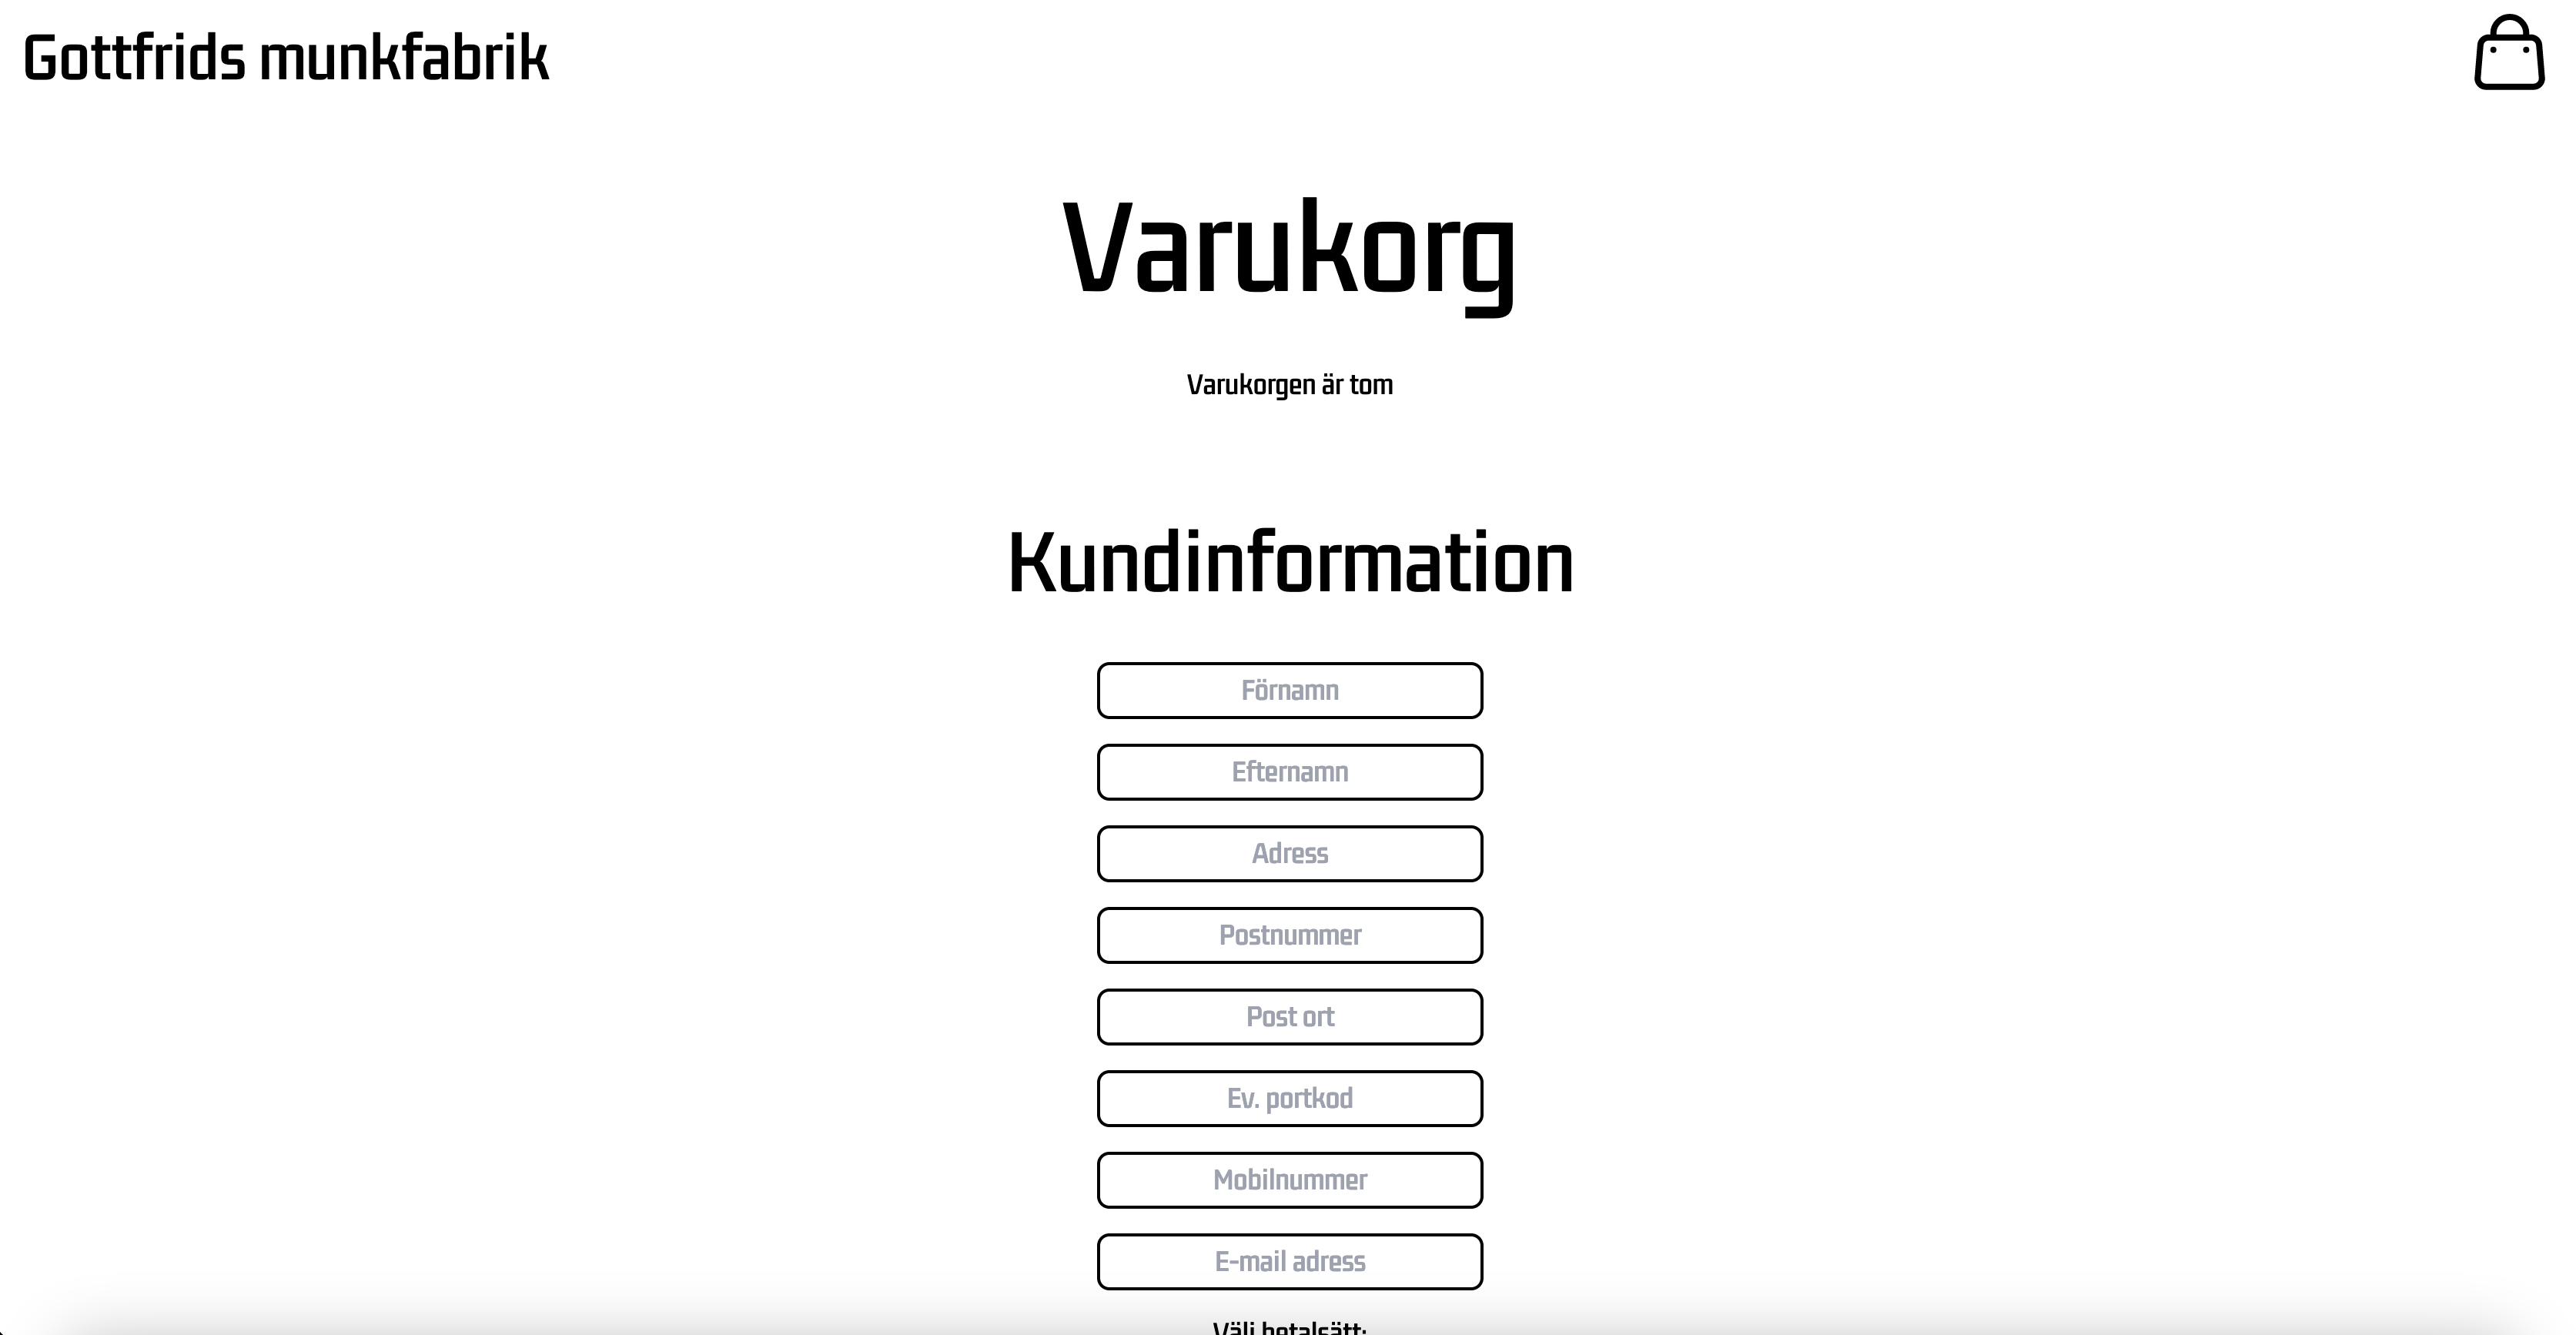 Gottfrids munkfabrik
Varukorg
Varukorgen är tom
Kundinformation
Förnamn
Efternamn
Adress
Postnummer
Post ort
Ev. portkod
Mobilnummer
E-mail adress
Välj betalsätt: